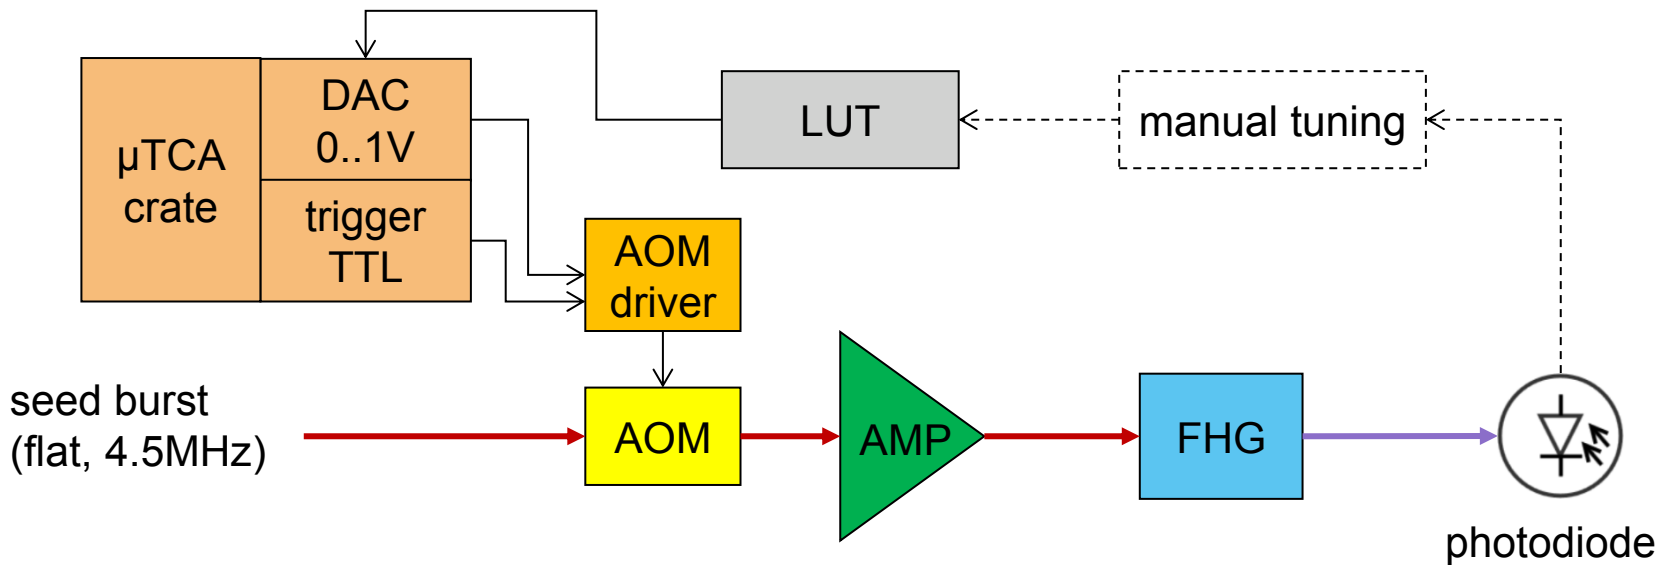 DAC
0..1V
µTCA
crate
trigger
TTL
LUT
manual tuning
AOM
driver
seed burst
(flat, 4.5MHz)
AOM
AMP
FHG
photodiode